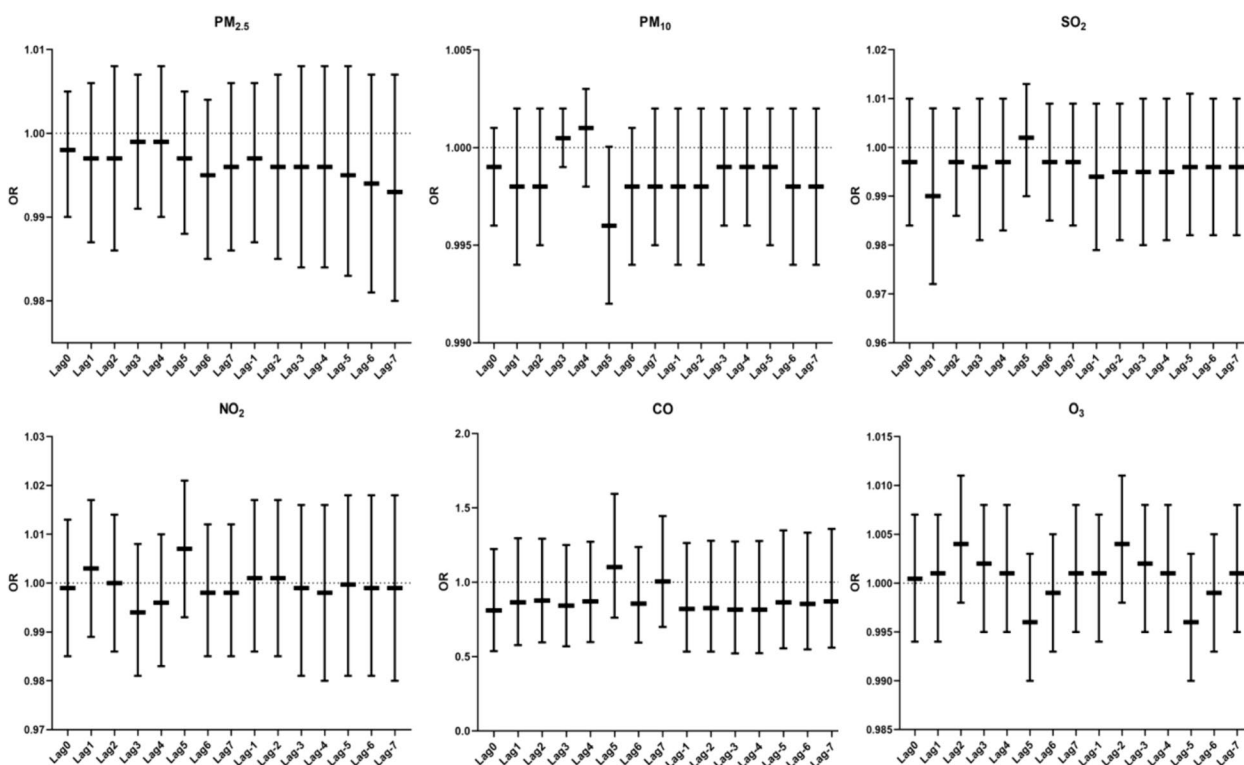 PM2.5
1.01
1.00
0.99
0.98
OR
Lag0 Lag1 Lag2 Lag3 Lag4 Lag5 Lag6 Lag7 Lag-1 Lag-2 Lag-3 Lag-4 Lag-5 Lag-6 Lag-7
PM10
1.005
1.000
0.995
0.990
OR
Lag0 Lag1 Lag2 Lag3 Lag4 Lag5 Lag6 Lag7 Lag-1 Lag-2 Lag-3 Lag-4 Lag-5 Lag-6 Lag-7
SO2
1.02
1.01
1.00
0.99
0.98
0.97
0.96
OR
Lag0 Lag1 Lag2 Lag3 Lag4 Lag5 Lag6 Lag7 Lag-1 Lag-2 Lag-3 Lag-4 Lag-5 Lag-6 Lag-7
NO2
1.03
1.02
1.01
1.00
0.99
0.98
0.97
OR
Lag0 Lag1 Lag2 Lag3 Lag4 Lag5 Lag6 Lag7 Lag-1 Lag-2 Lag-3 Lag-4 Lag-5 Lag-6 Lag-7
CO
2.0
1.5
1.0
0.5
0.0
OR
Lag0 Lag1 Lag2 Lag3 Lag4 Lag5 Lag6 Lag7 Lag-1 Lag-2 Lag-3 Lag-4 Lag-5 Lag-6 Lag-7
O3
1.015
1.010
1.005
1.000
0.995
0.990
0.985
OR
Lag0 Lag1 Lag2 Lag3 Lag4 Lag5 Lag6 Lag7 Lag-1 Lag-2 Lag-3 Lag-4 Lag-5 Lag-6 Lag-7